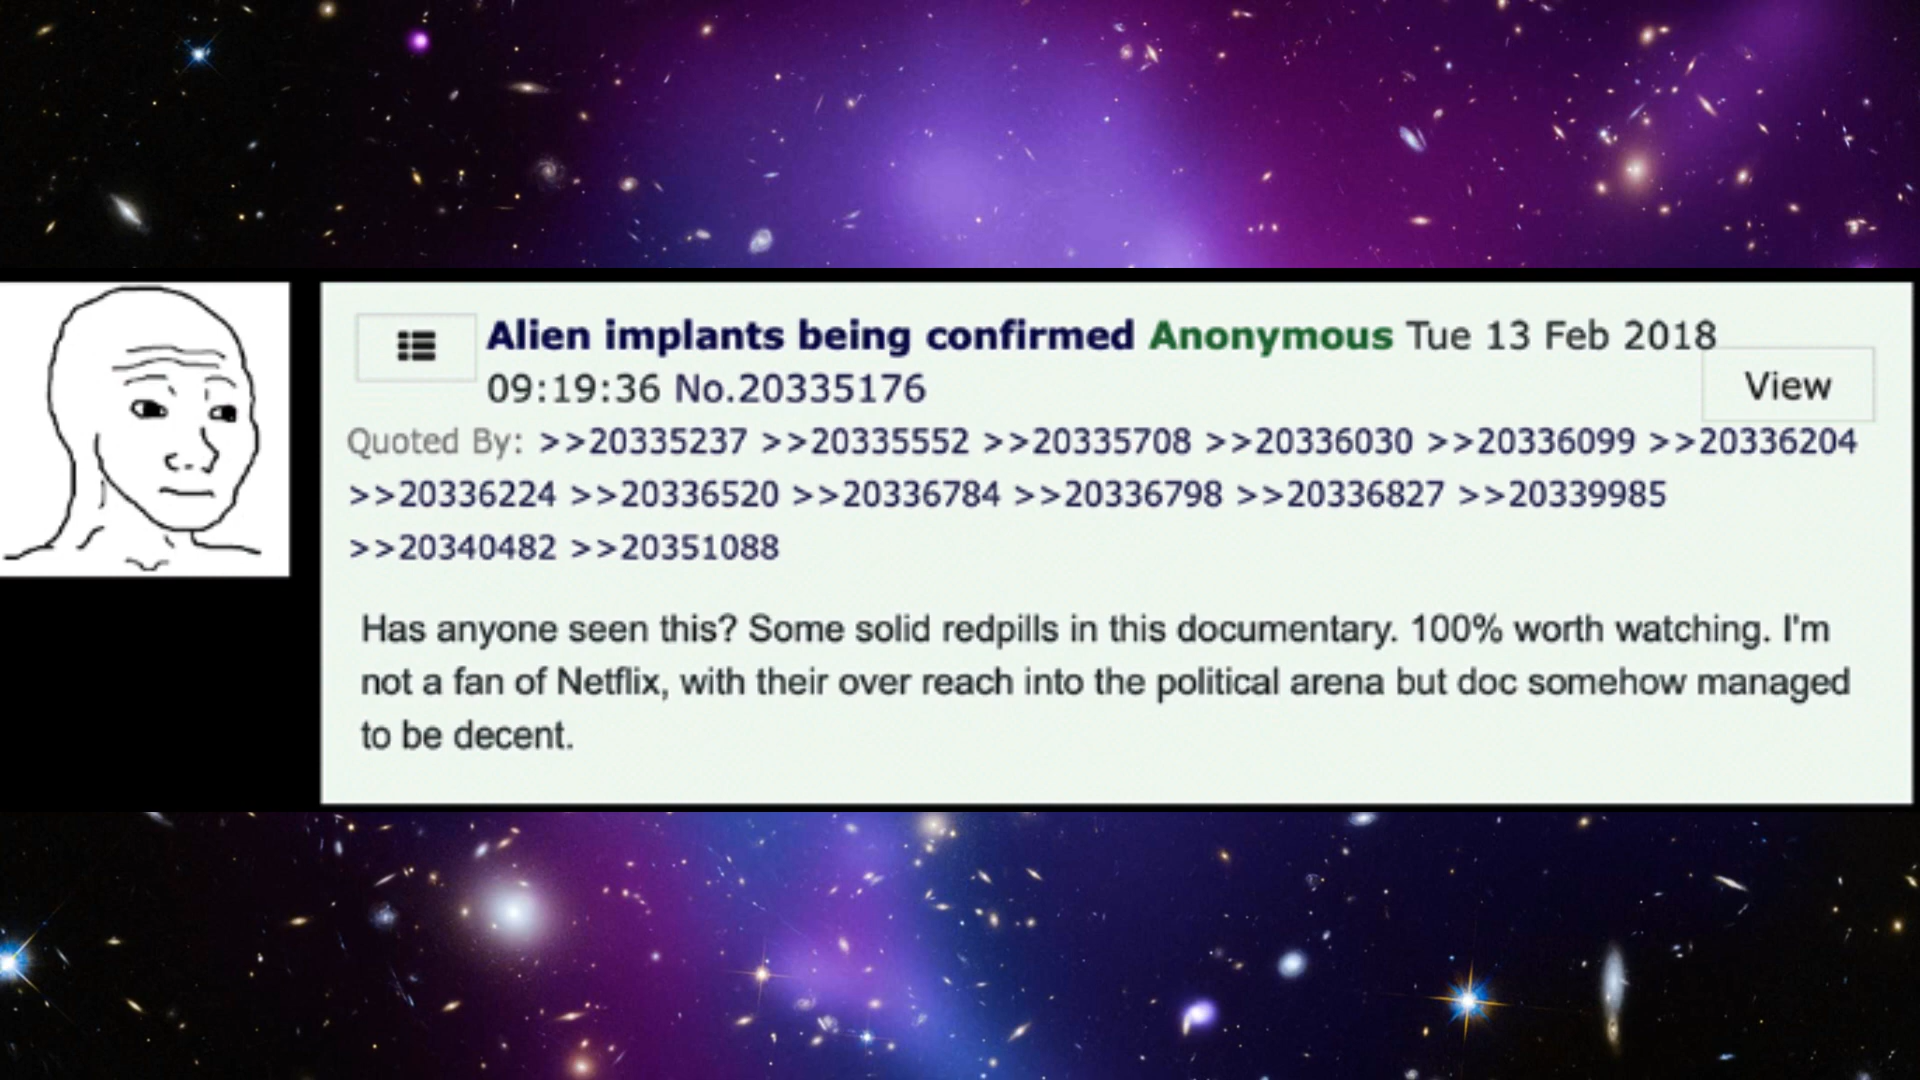 Alien implants being confirmed Anonymous Tue 13 Feb 2018
09:19:36 No.20335176
View
Quoted By: >>20335237 >>20335552 >>20335708 >>20336030 >>20336099 >>20336204
>>20336224 >>20336520 >>20336784 >>20336798 >>20336827 >>20339985
>>20340482 >>20351088
Has anyone seen this? Some solid redpills in this documentary. 100% worth watching. I'm
not a fan of Netflix, with their over reach into the political arena but doc somehow managed
to be decent.